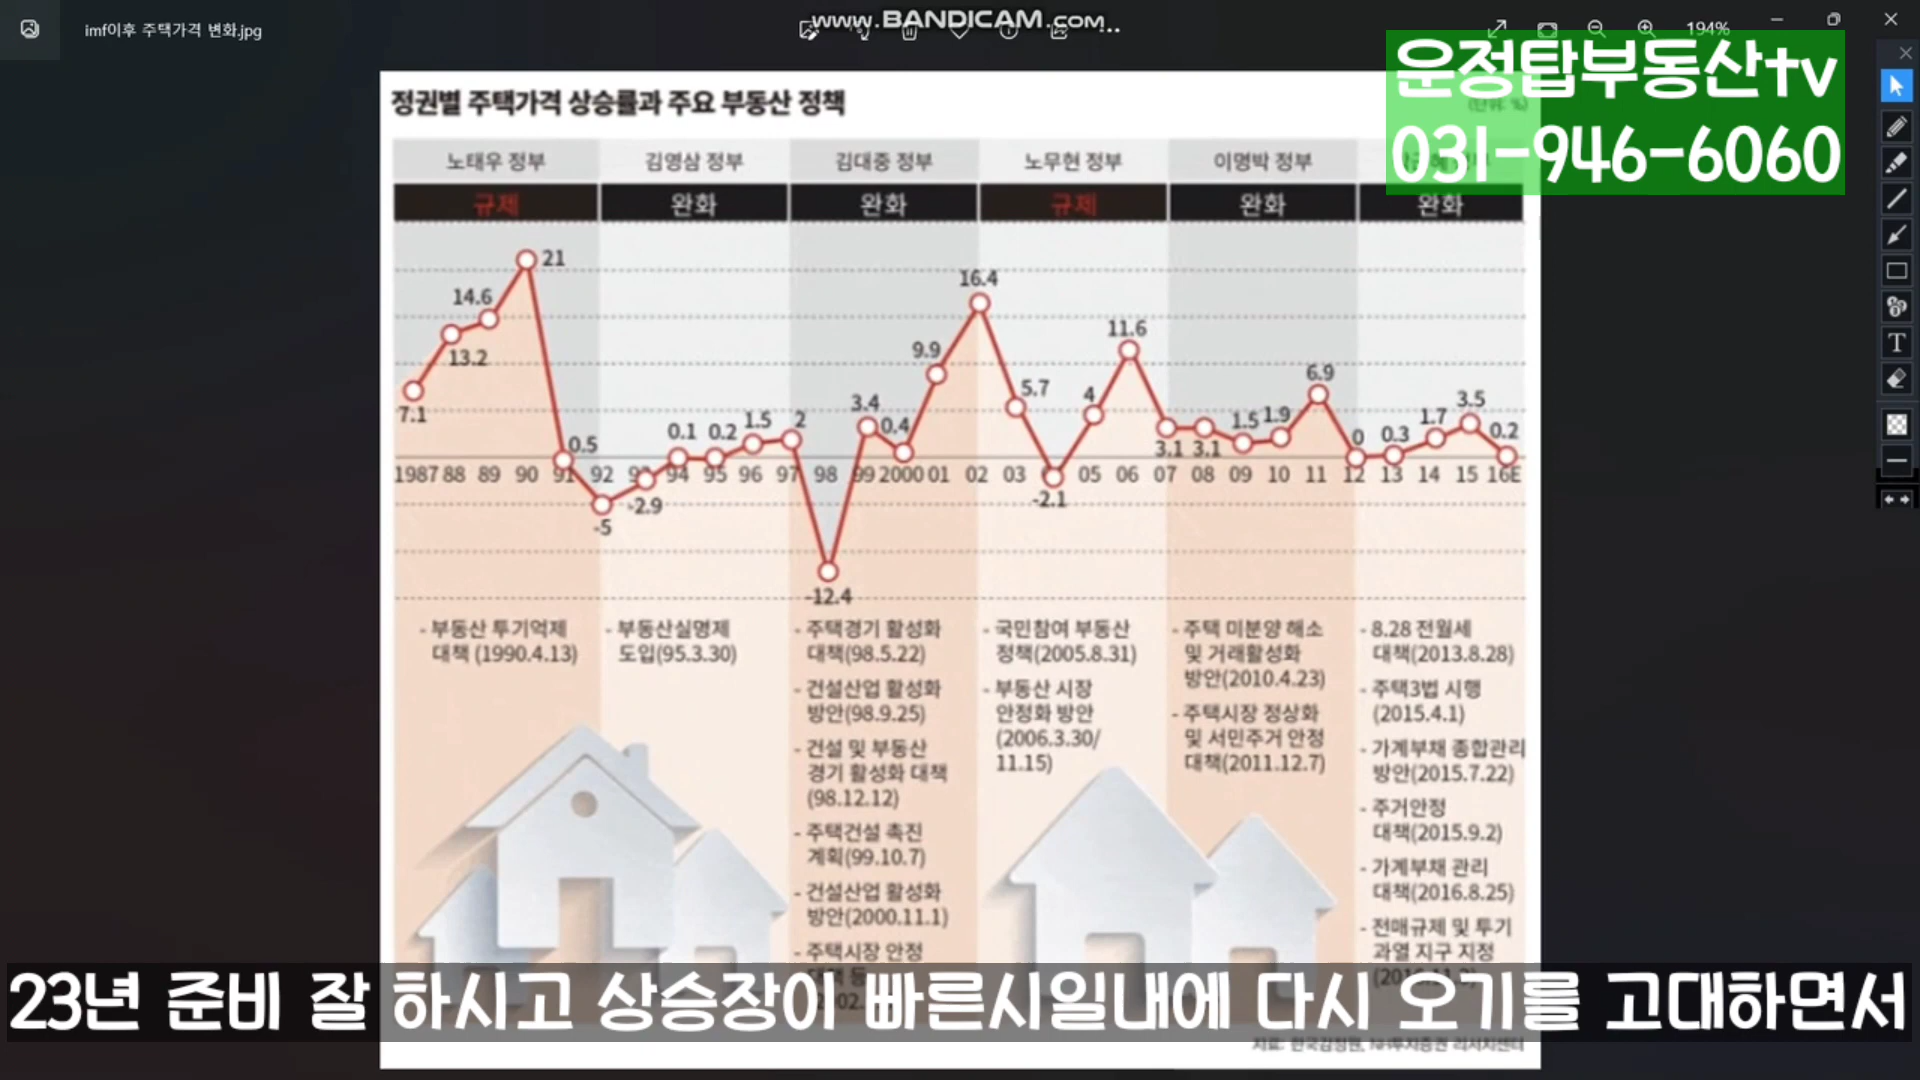 imf이후 주택가격 변화.jpg
www.BANDICAM.com
194%
운정탑부동산tv
031-946-6060
정권별 주택가격 상승률과 주요 부동산 정책
노태우 정부 김영삼 정부 김대중 정부 노무현 정부 이명박 정부
규제 완화 완화 규제 완화 완화
21
16.4
14.6
11.6
13.2
9.9
6.9
5.7
3.4
4
3.5
7.1
0.5
0.1 0.2 1.5 2
0.4
3.1 3.1 1.5 1.9
0 0.3 1.7 0.2
1987 88 89 90 91 92 94 95 96 97 98 99 2000 01 02 03 05 06 07 08 09 10 11 12 13 14 15 16E
-5
-2.9
-2.1
-12.4
- 부동산 투기억제
대책 (1990.4.13)
- 부동산실명제
도입(95.3.30)
- 주택경기 활성화
대책(98.5.22)
- 건설산업 활성화
방안(98.9.25)
- 건설 및 부동산
경기 활성화 대책
(98.12.12)
- 주택건설 촉진
계획(99.10.7)
- 건설산업 활성화
방안(2000.11.1)
- 주택시장 안정
- 국민참여 부동산
정책(2005.8.31)
- 부동산 시장
안정화 방안
(2006.3.30/
11.15)
- 주택 미분양 해소
및 거래활성화
방안(2010.4.23)
- 주택시장 정상화
및 서민주거 안정
대책(2011.12.7)
- 8.28 전월세
대책(2013.8.28)
- 주택3법 시행
(2015.4.1)
- 가계부채 종합관리
방안(2015.7.22)
- 주거안정
대책(2015.9.2)
- 가계부채 관리
대책(2016.8.25)
- 전매규제 및 투기
과열 지구 지정
23년 준비 잘 하시고 상승장이 빠른시일내에 다시 오기를 고대하면서
자료: 한국감정원, NH투자증권 리서치센터